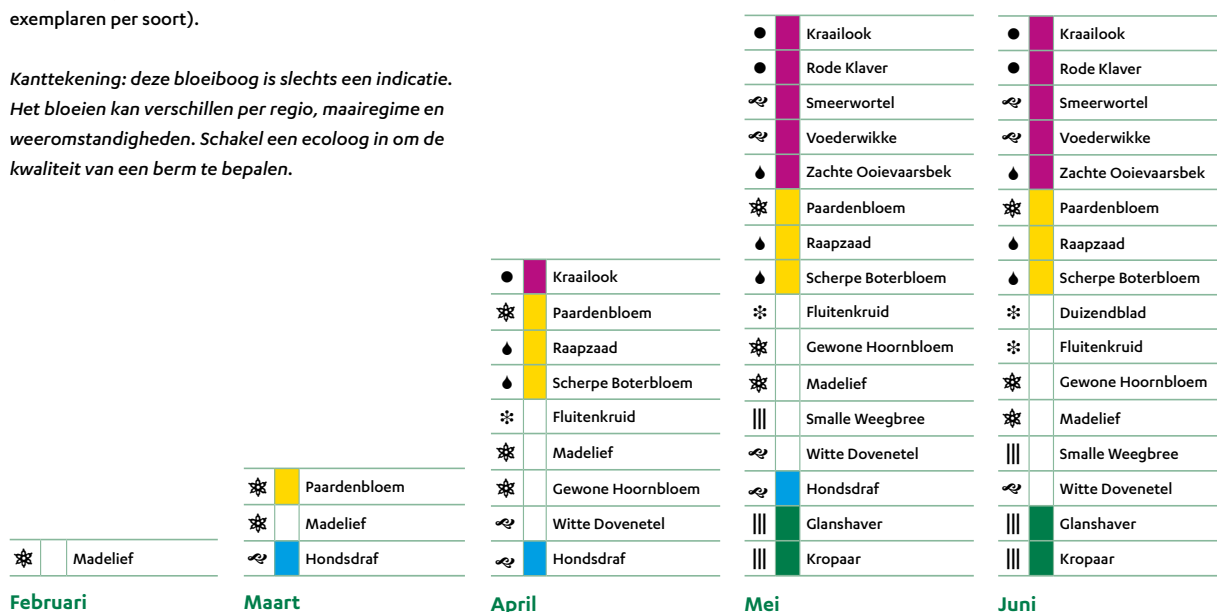 exemplaren per soort).
Kanttekening: deze bloeiboog is slechts een indicatie.
Het bloeien kan verschillen per regio, maairegime en
weeromstandigheden. Schakel een ecoloog in om de
kwaliteit van een berm te bepalen.
Madelief
Februari
Paardenbloem
Madelief
Hondsdraf
Maart
Kraailook
Paardenbloem
Raapzaad
Scherpe Boterbloem
Fluitenkruid
Madelief
Gewone Hoornbloem
Witte Dovenetel
Hondsdraf
April
Kraailook
Rode Klaver
Smeerwortel
Voederwikke
Zachte Ooievaarsbek
Paardenbloem
Raapzaad
Scherpe Boterbloem
Fluitenkruid
Gewone Hoornbloem
Madelief
Smalle Weegbree
Witte Dovenetel
Hondsdraf
Glanshaver
Kropaar
Mei
Kraailook
Rode Klaver
Smeerwortel
Voederwikke
Zachte Ooievaarsbek
Paardenbloem
Raapzaad
Scherpe Boterbloem
Duizendblad
Fluitenkruid
Gewone Hoornbloem
Madelief
Smalle Weegbree
Witte Dovenetel
Glanshaver
Kropaar
Juni